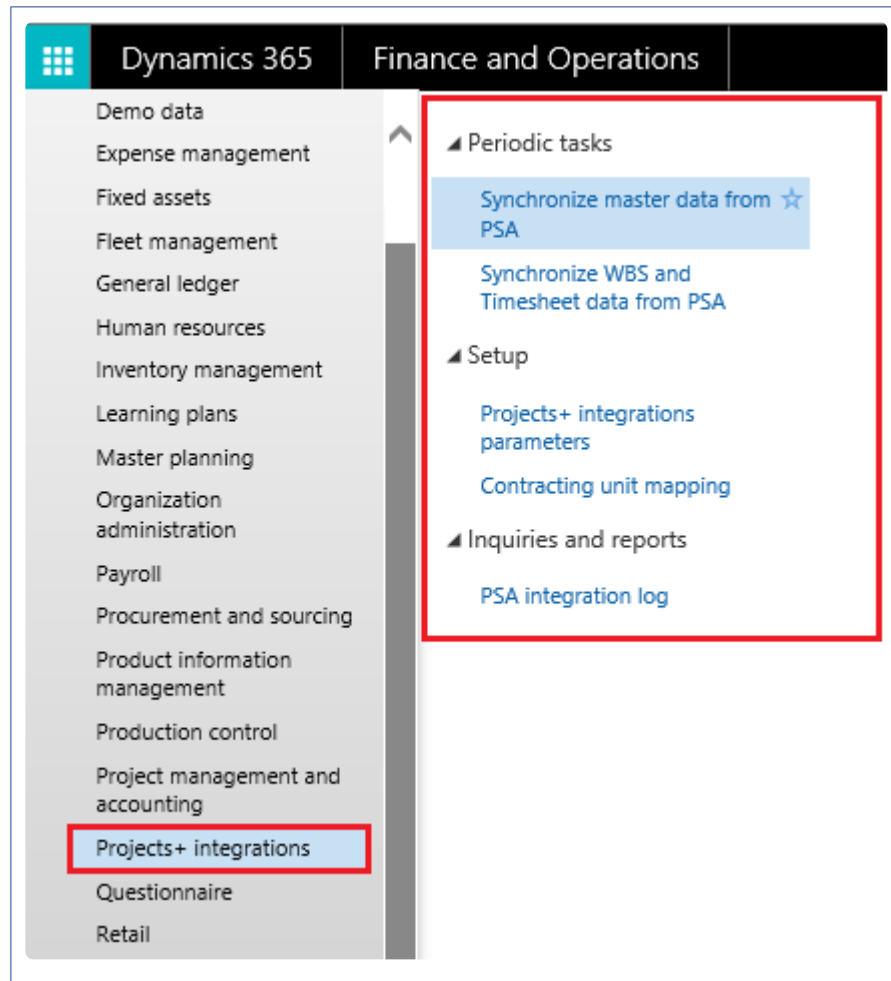 Dynamics 365 Finance and Operations
Demo data
Expense management
Fixed assets
Fleet management
General ledger
Human resources
Inventory management
Learning plans
Master planning
Organization
administration
Payroll
Procurement and sourcing
Product information
management
Production control
Project management and
accounting
Projects+ integrations
Questionnaire
Retail
Periodic tasks
Synchronize master data from
PSA
Synchronize WBS and
Timesheet data from PSA
Setup
Projects+ integrations
parameters
Contracting unit mapping
Inquiries and reports
PSA integration log